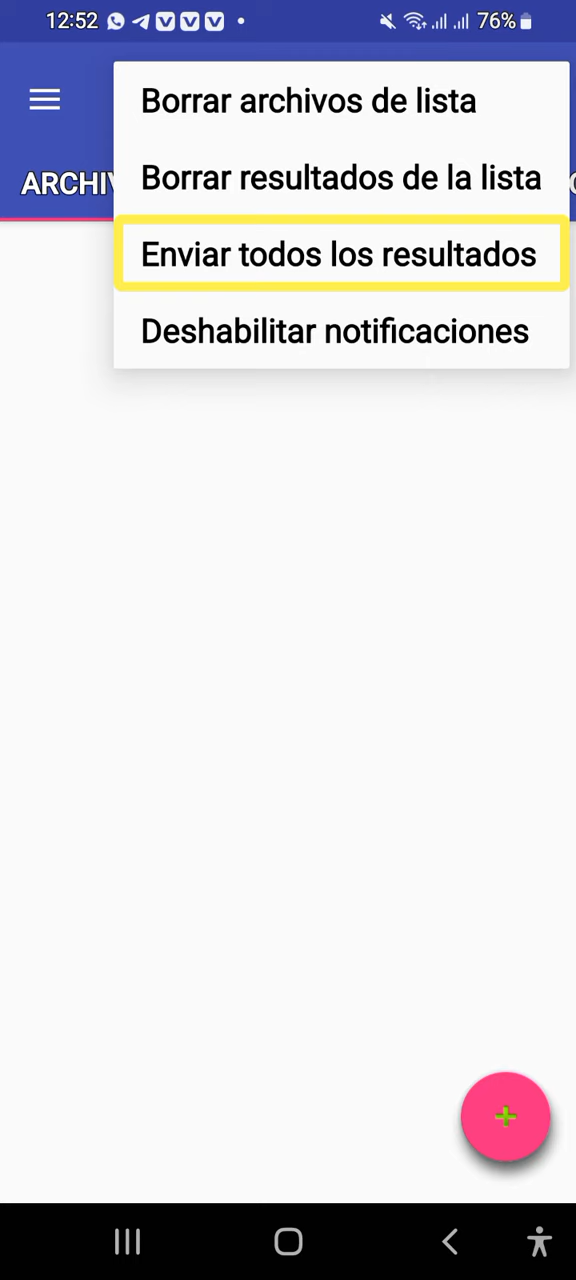 12:52
76%
Borrar archivos de lista
ARCHIV
Borrar resultados de la lista
Enviar todos los resultados
Deshabilitar notificaciones
+